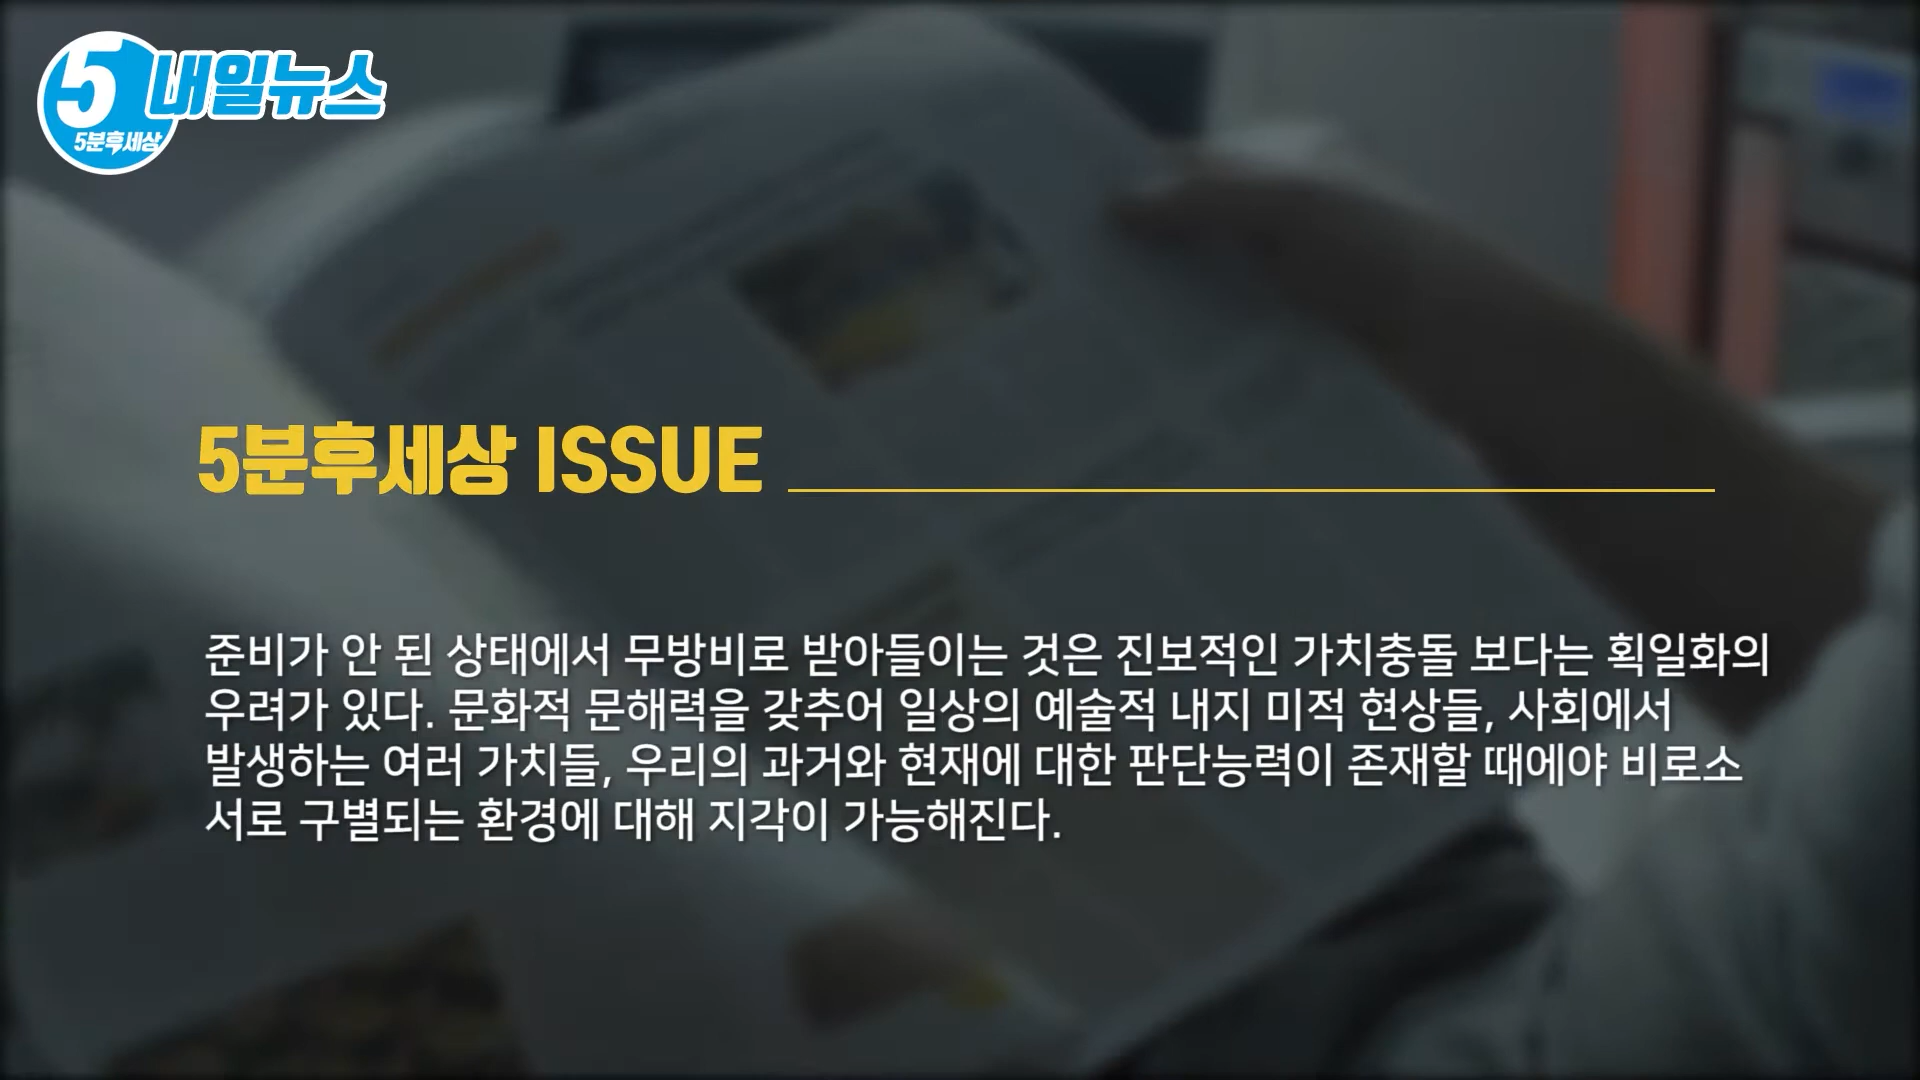 5 내일뉴스
5분후세상
5분후세상 ISSUE
준비가 안 된 상태에서 무방비로 받아들이는 것은 진보적인 가치충돌 보다는 획일화의
우려가 있다. 문화적 문해력을 갖추어 일상의 예술적 내지 미적 현상들, 사회에서
발생하는 여러 가치들, 우리의 과거와 현재에 대한 판단능력이 존재할 때에야 비로소
서로 구별되는 환경에 대해 지각이 가능해진다.